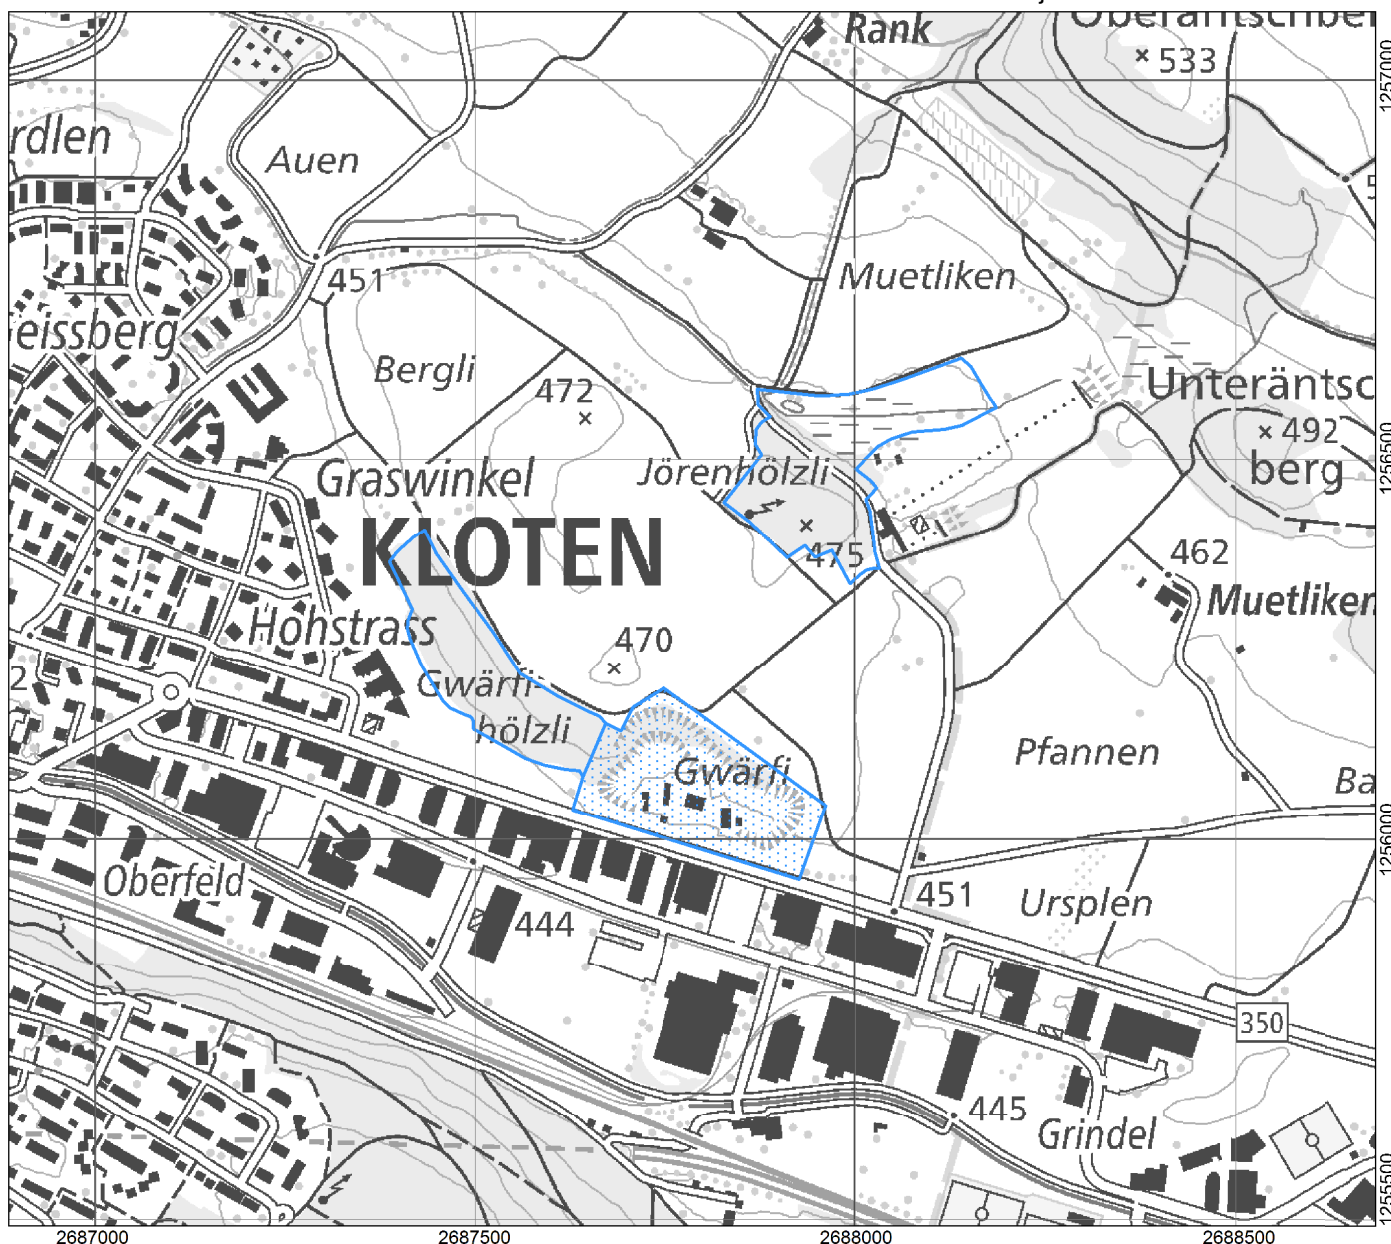 Rank
533
1257000
rdlen
Auen
451
Muetliken
eissberg
Bergli
472
Unteräntsc
492
berg
Graswinkel
Jörenhölzli
1256500
KLOTEN
475
462
Muetliken
Hohstrass
470
2
Gwärfi-
hölzli
Gwärfi
Pfannen
Ba
1256000
Oberfeld
451
Ursplen
444
350
445
Grindel
1255500
2687000
2687500
2688000
2688500